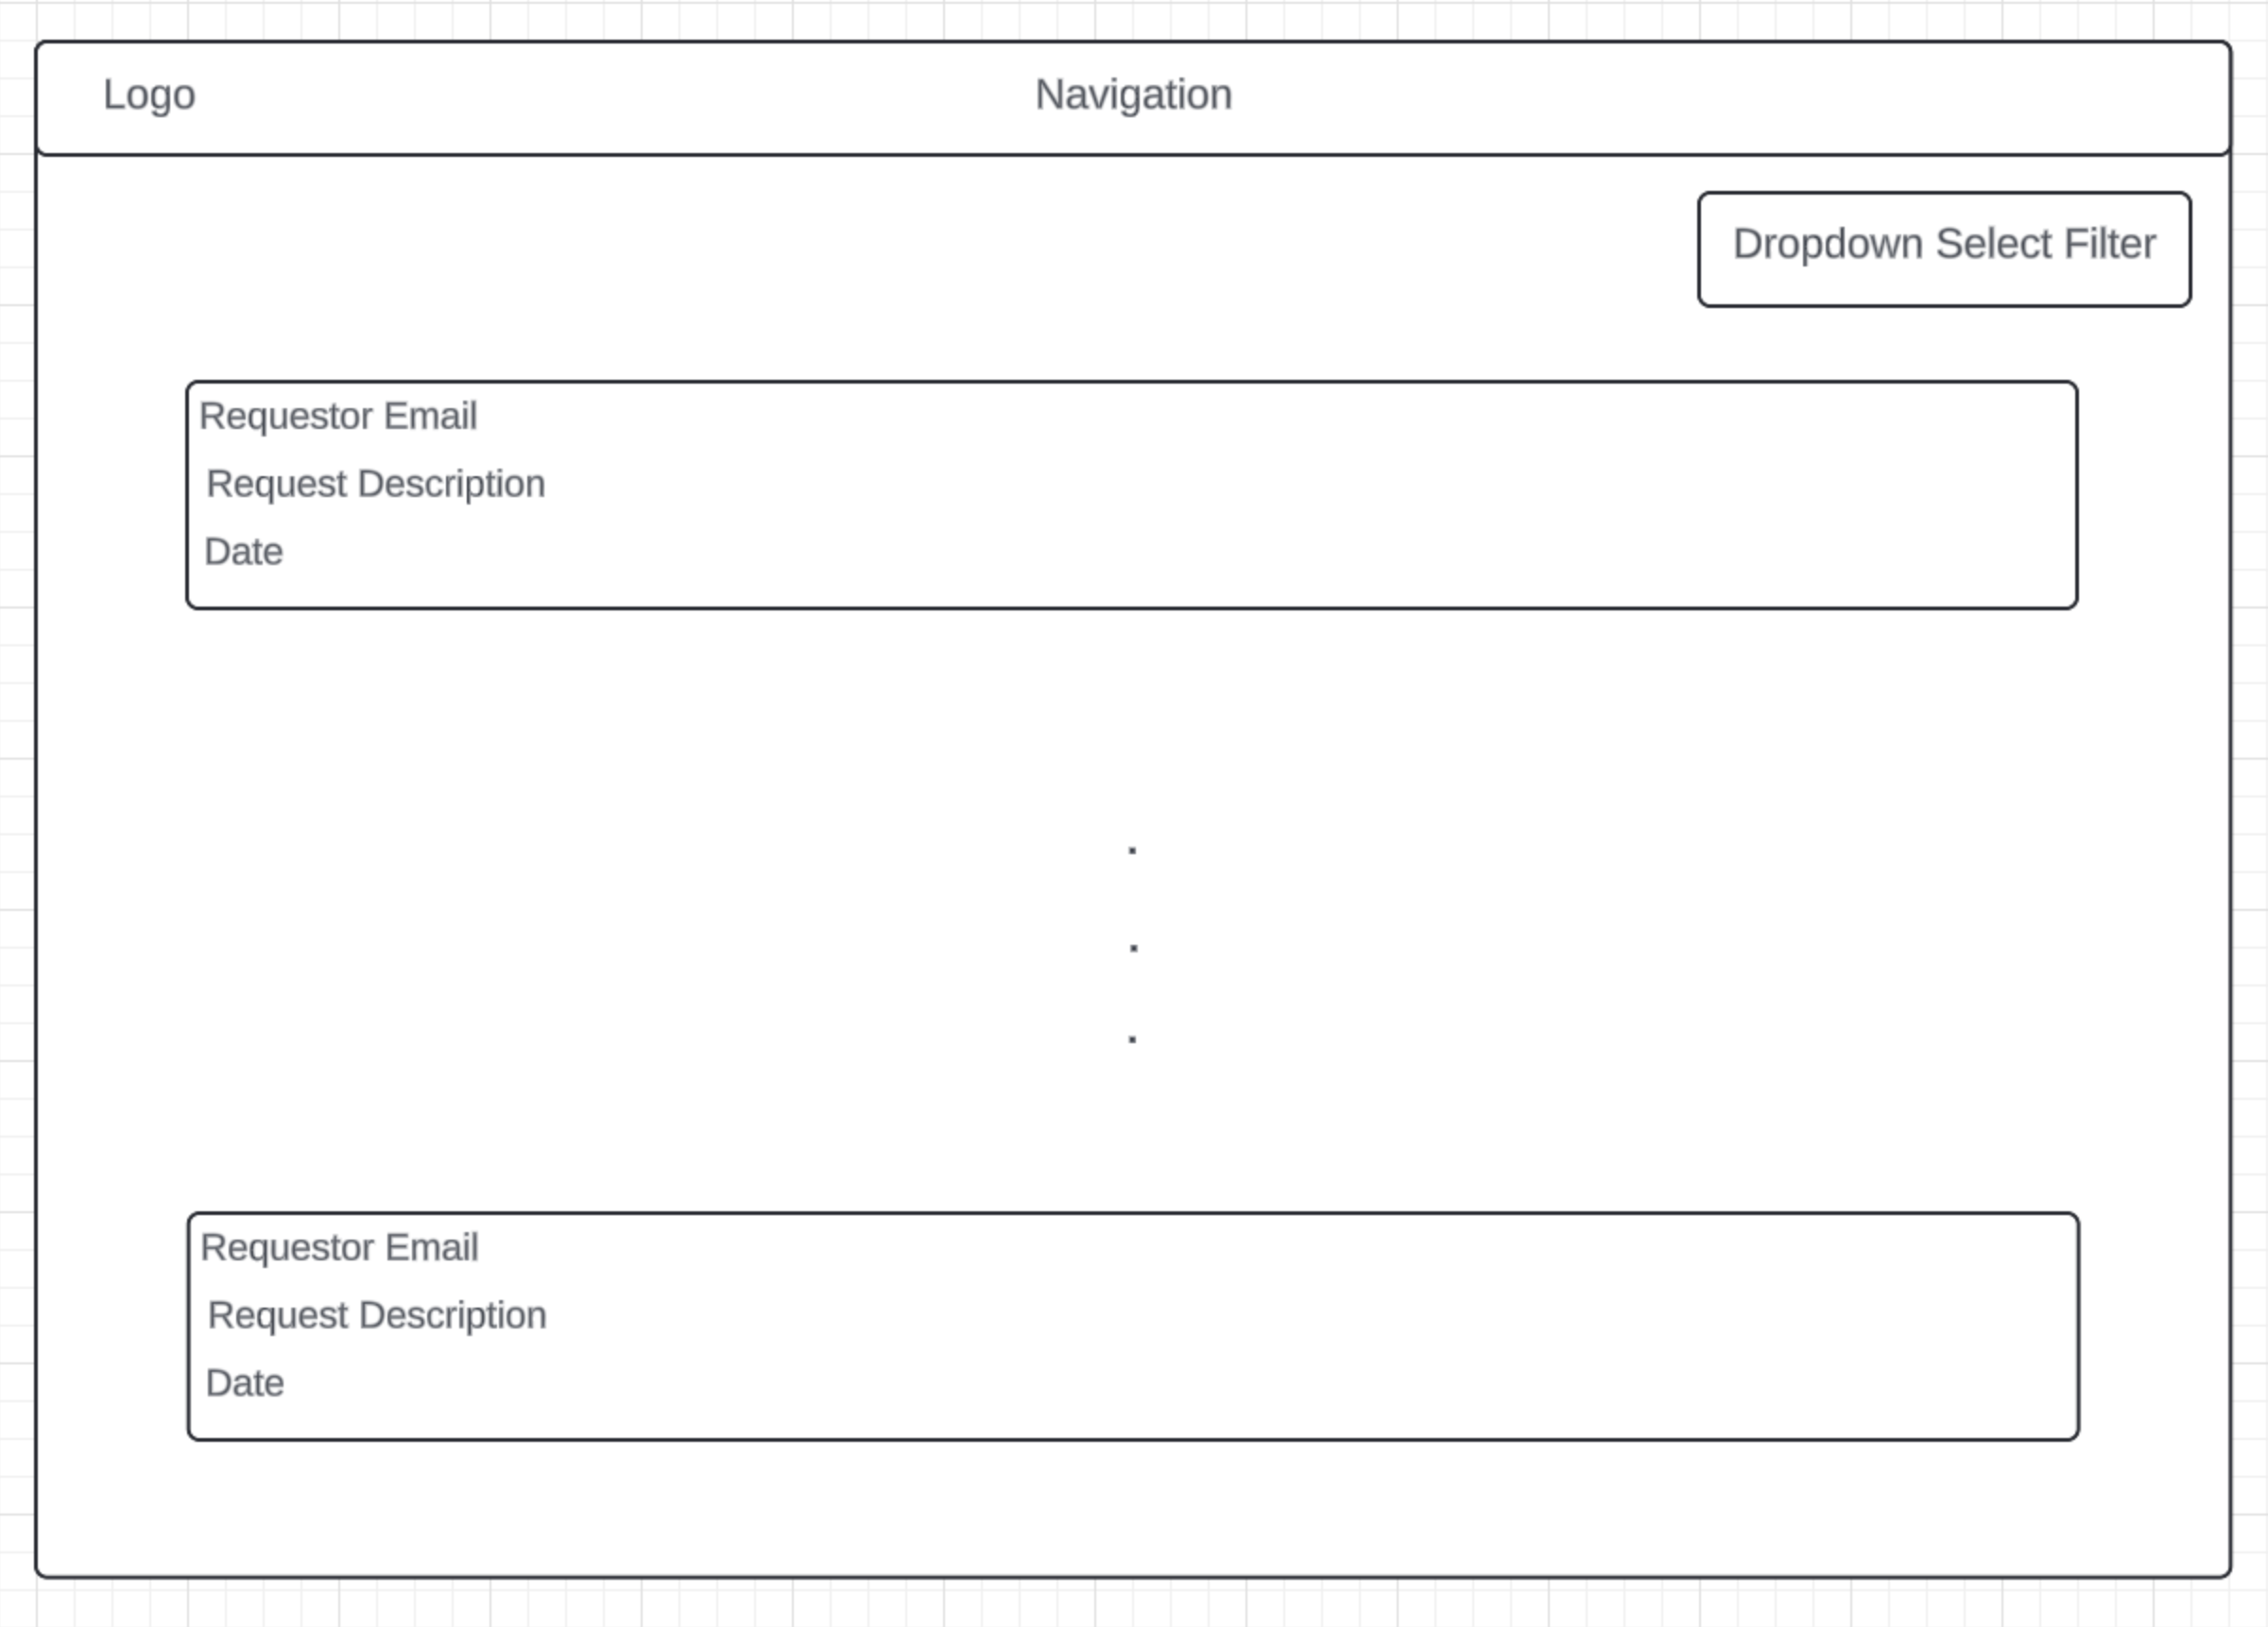 Logo Navigation
Dropdown Select Filter
Requestor Email
Request Description
Date
.
.
.
Requestor Email
Request Description
Date